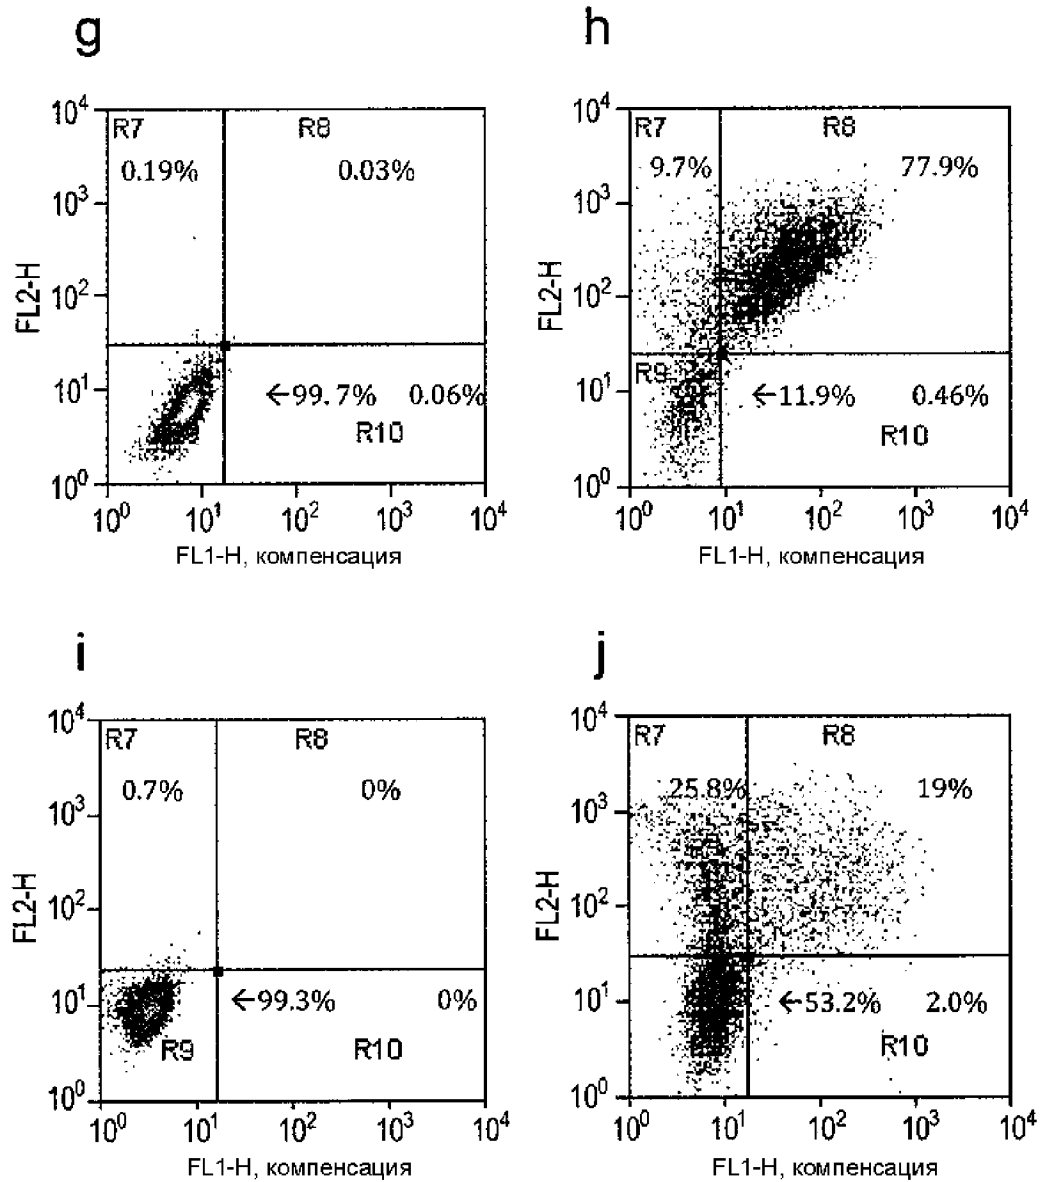 g
10⁴
R7 R8
0.19% 0.03%
10³
FL2-H
10²
10¹
←99.7% 0.06%
R10
10⁰
10⁰ 10¹ 10² 10³ 10⁴
FL1-H, компенсация
h
10⁴
R7 R8
9.7% 77.9%
10³
FL2-H
10²
R9
10¹
←11.9% 0.46%
R10
10⁰
10⁰ 10¹ 10² 10³ 10⁴
FL1-H, компенсация
i
10⁴
R7 R8
0.7% 0%
10³
FL2-H
10²
10¹
←99.3% 0%
R9 R10
10⁰
10⁰ 10¹ 10² 10³ 10⁴
FL1-H, компенсация
j
10⁴
R7 R8
25.8% 19%
10³
FL2-H
10²
10¹
←53.2% 2.0%
R10
10⁰
10⁰ 10¹ 10² 10³ 10⁴
FL1-H, компенсация